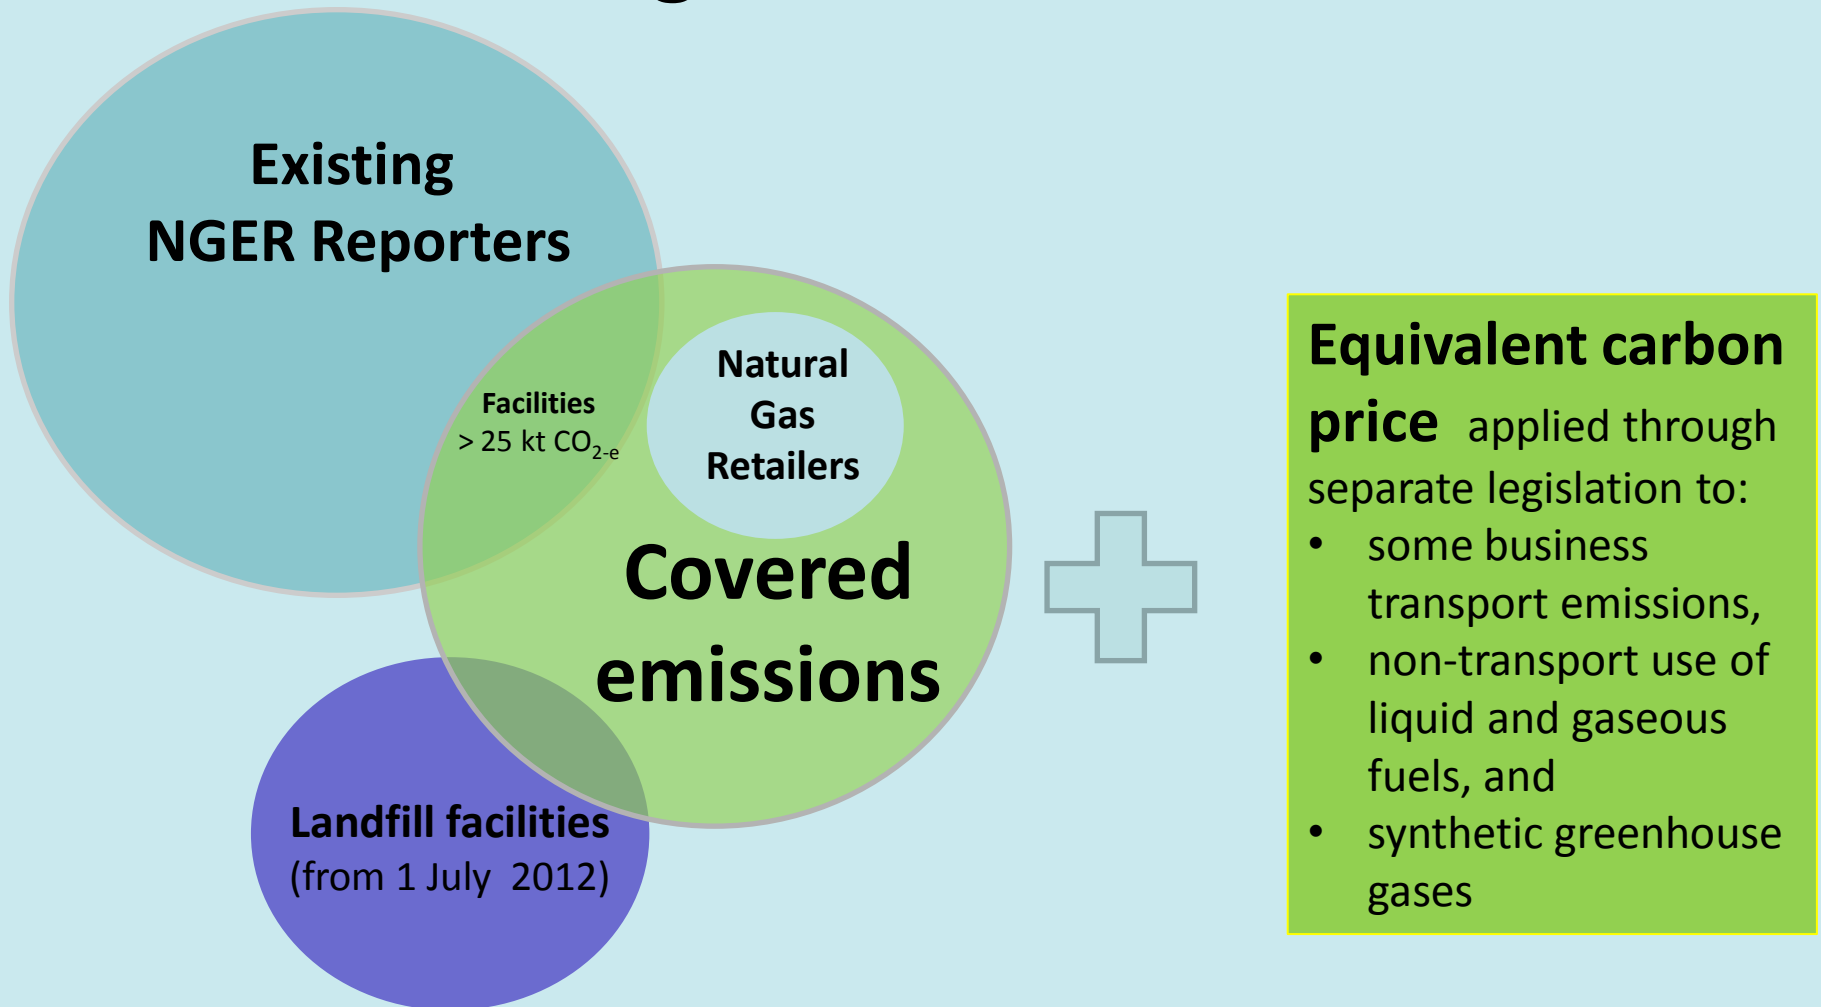 Existing
NGER Reporters
Facilities
> 25 kt CO2-e
Natural
Gas
Retailers
Covered
emissions
Landfill facilities
(from 1 July 2012)
Equivalent carbon
price applied through
separate legislation to:
• some business
transport emissions,
• non-transport use of
liquid and gaseous
fuels, and
• synthetic greenhouse
gases